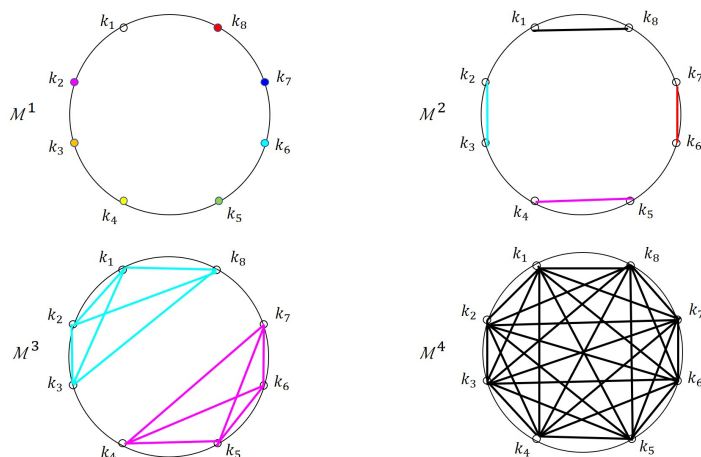 k₁ k₈
k₂ k₇
ℳ¹
k₃ k₆
k₄ k₅
k₁ k₈
k₂ k₇
ℳ²
k₃ k₆
k₄ k₅
k₁ k₈
k₂ k₇
ℳ³
k₃ k₆
k₄ k₅
k₁ k₈
k₂ k₇
ℳ⁴
k₃ k₆
k₄ k₅